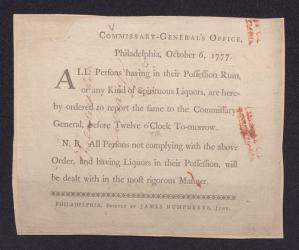 COMMISSARY-GENERAL'S OFFICE,
Philadelphia, October 6, 1777.
ALL Persons having in their Possession Rum,
or any Kind of Spirituous Liquors, are here-
by ordered to report the same to the Commissary-
General, before Twelve o'Clock To-morrow.
N. B. All Persons not complying with the above
Order, and having Liquors in their Possession, will
be dealt with in the most rigorous Manner.
PHILADELPHIA, PRINTED BY JAMES HUMPHREYS, JUNR.